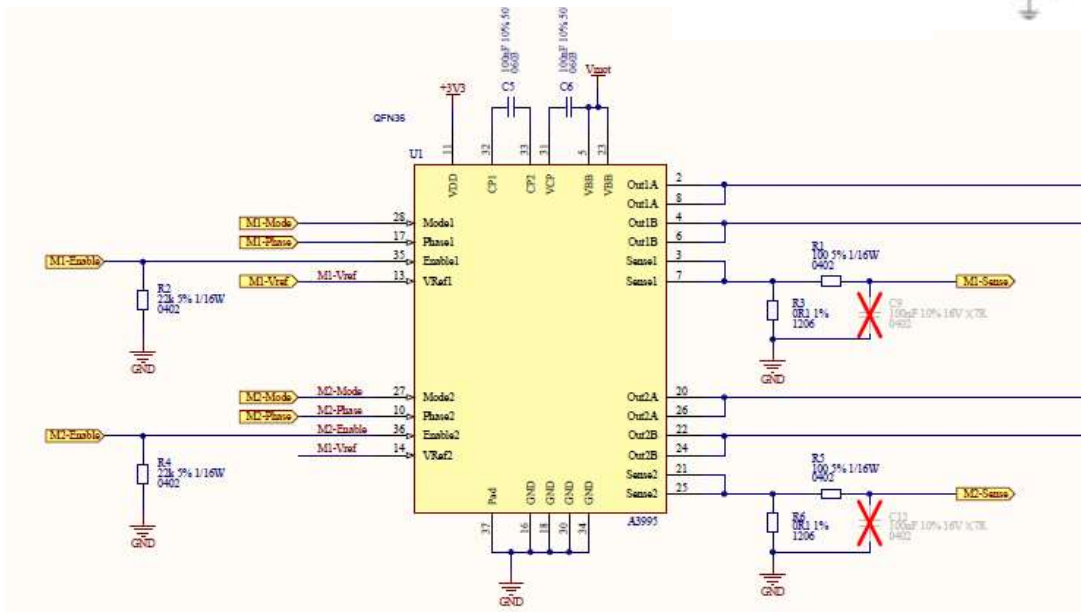 100nF 10% 50
0603
C5
100nF 10% 50
0603
C6
Vmot
+3V3
QFN36
U1
11
32
33
31
5
23
VDD
CP1
CP2
VCP
VBB
VBB
Out1A 2
Out1A 8
Out1B 4
Out1B 6
Sense1 3
Sense1 7
M1-Mode 28 Mode1
M1-Phase 17 Phase1
M1-Enable 35 Enable1
M1-Vref M1-Vref 13 VRef1
R2
22k 5% 1/16W
0402
GND
R1
100 5% 1/16W
0402
M1-Sense
R3
0R1 1%
1206
GND
C9
100nF 10% 16V X7R
0402
M2-Mode M2-Mode 27 Mode2
M2-Phase M2-Phase 10 Phase2
M2-Enable M2-Enable 36 Enable2
M1-Vref 14 VRef2
R4
22k 5% 1/16W
0402
GND
Out2A 20
Out2A 26
Out2B 22
Out2B 24
Sense2 21
Sense2 25
A3995
R5
100 5% 1/16W
0402
M2-Sense
R6
0R1 1%
1206
GND
100nF 10% 16V X7R
0402
Pad
GND
GND
GND
GND
37
16
18
30
34
GND